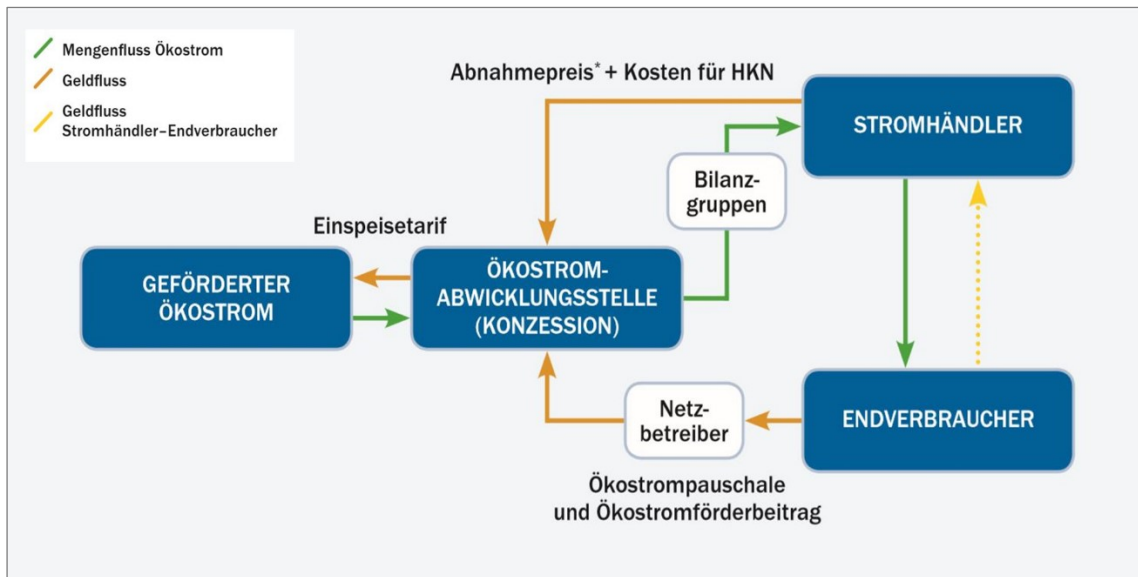 Mengenfluss Ökostrom
Geldfluss
Geldfluss
Stromhändler–Endverbraucher
Abnahmepreis* + Kosten für HKN
STROMHÄNDLER
Bilanz-
gruppen
Einspeisetarif
GEFÖRDERTER
ÖKOSTROM
ÖKOSTROM-
ABWICKLUNGSSTELLE
(KONZESSION)
Netz-
betreiber
ENDVERBRAUCHER
Ökostrompauschale
und Ökostromförderbeitrag